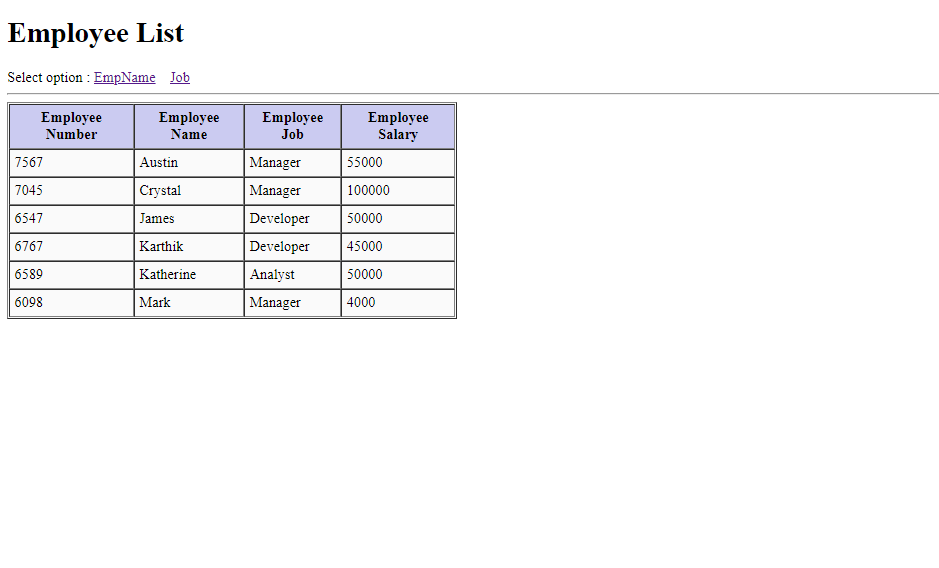 Employee List
Select option : EmpName Job
Employee Number Employee Name Employee Job Employee Salary
7567 Austin Manager 55000
7045 Crystal Manager 100000
6547 James Developer 50000
6767 Karthik Developer 45000
6589 Katherine Analyst 50000
6098 Mark Manager 4000